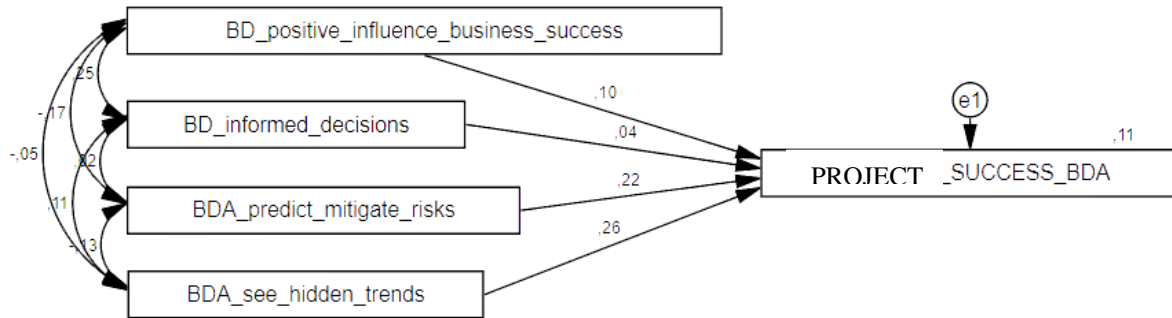 BD_positive_influence_business_success
,25
,10
e1
-,17
BD_informed_decisions
,04
,11
-,05
,02
PROJECT _SUCCESS_BDA
,22
,11
BDA_predict_mitigate_risks
,26
-,13
BDA_see_hidden_trends